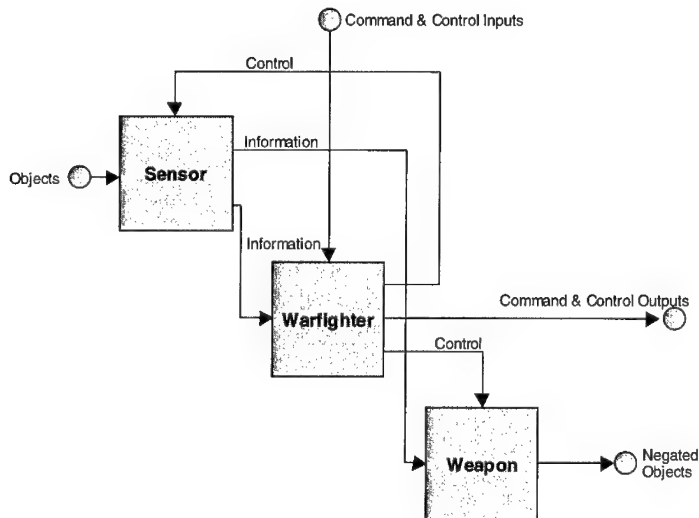 Command & Control Inputs
Control
Information
Objects
Sensor
Information
Command & Control Outputs
Warfighter
Control
Weapon
Negated
Objects